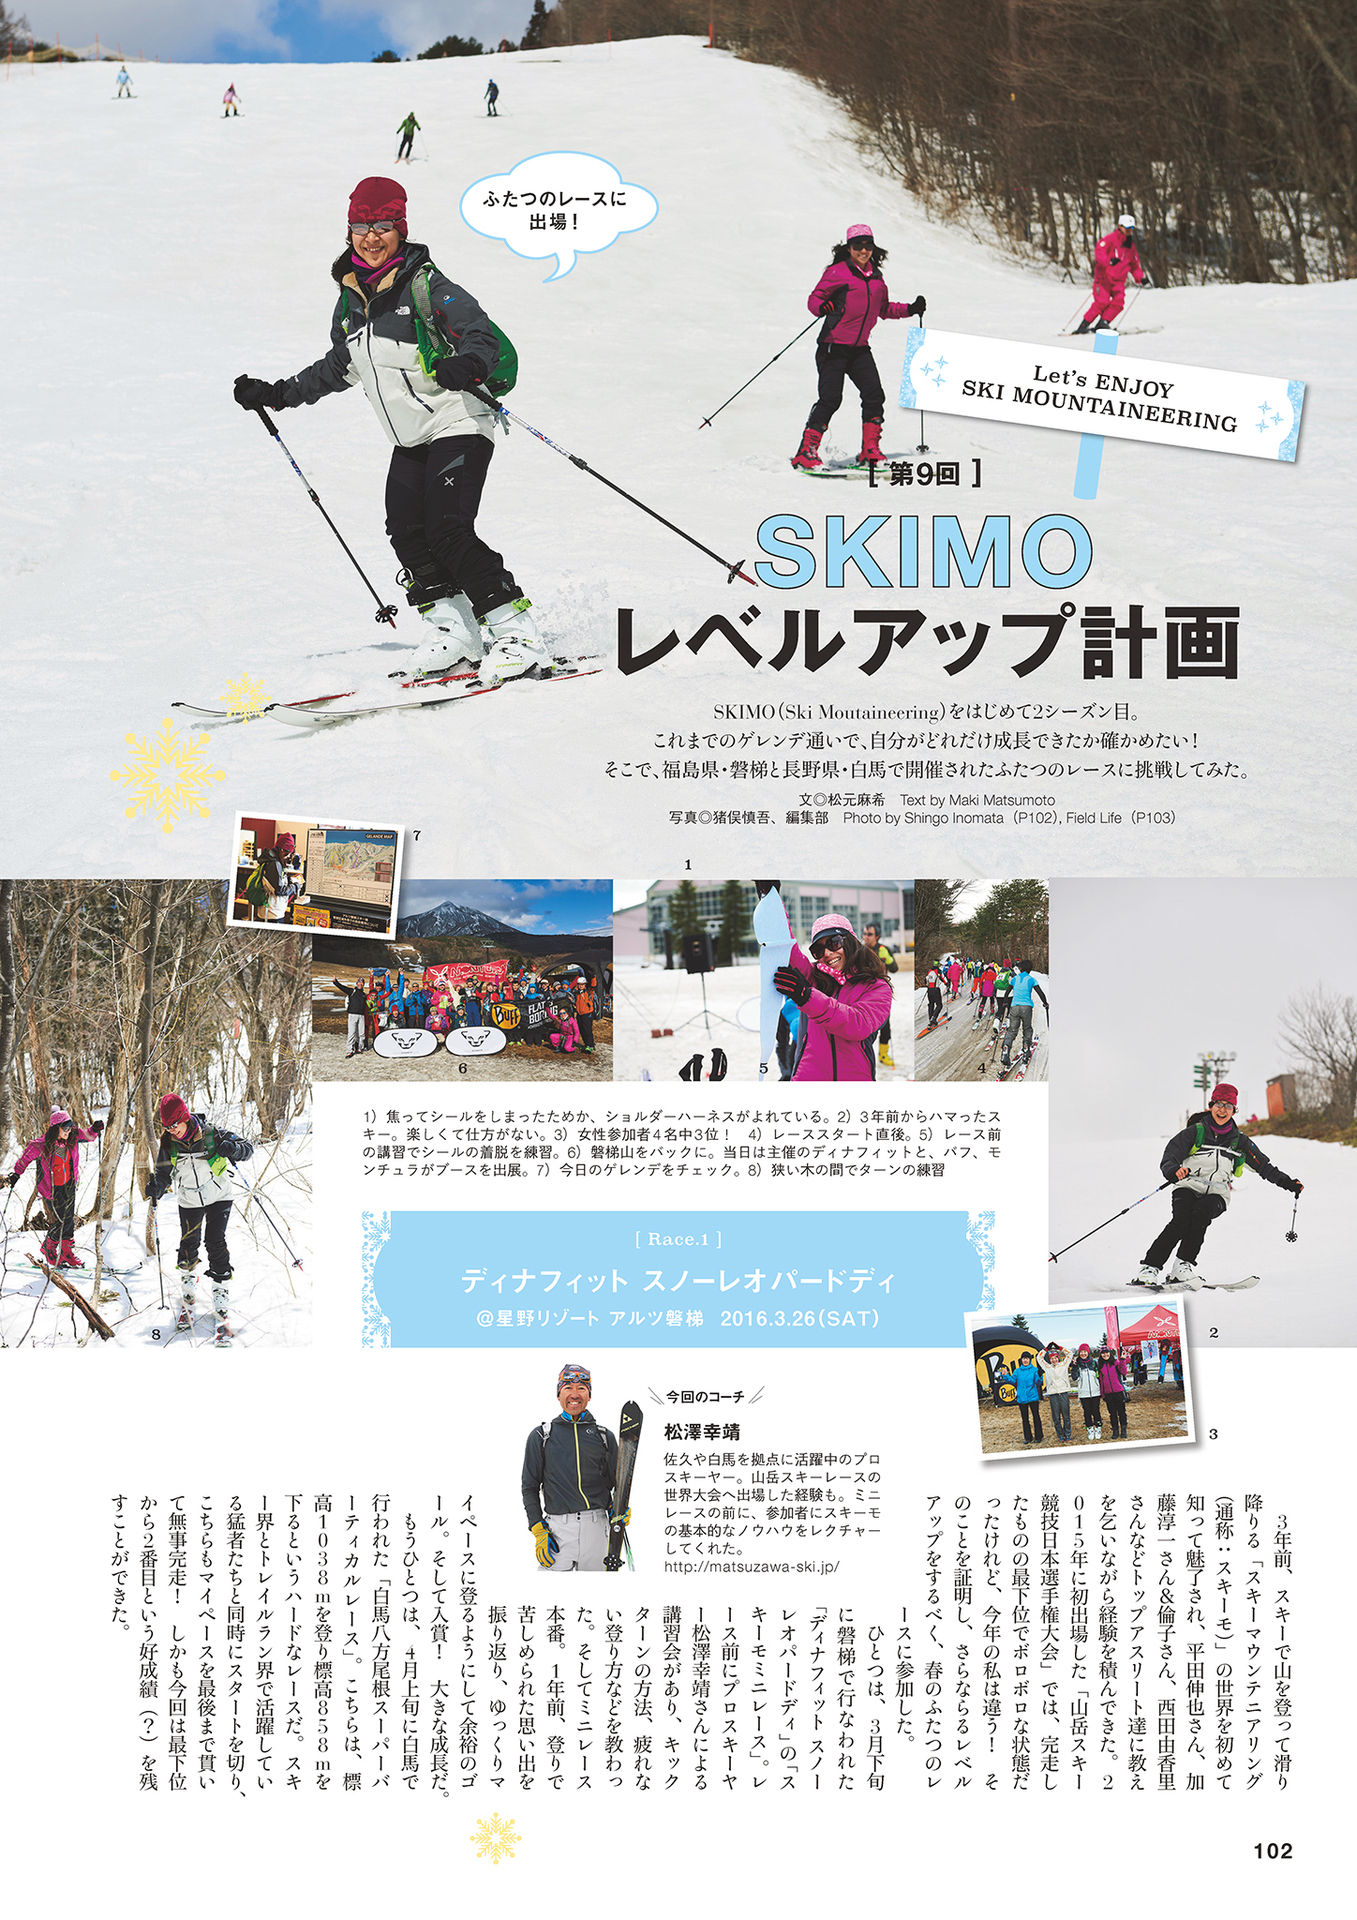 ふたつのレースに
出場！
Let's ENJOY
SKI MOUNTAINEERING
[ 第9回 ]
SKIMO
レベルアップ計画
SKIMO（Ski Moutaineering）をはじめて2シーズン目。
これまでのゲレンデ通いで、自分がどれだけ成長できたか確かめたい！
そこで、福島県・磐梯と長野県・白馬で開催されたふたつのレースに挑戦してみた。
文◎松元麻希　Text by Maki Matsumoto
写真◎猪俣慎吾、編集部　Photo by Shingo Inomata（P102）, Field Life（P103）
1
7
GELANDE MAP
6
5
4
BUFF
FLAT
MONTURA
8
2
3
1）焦ってシールをしまったためか、ショルダーハーネスがよれている。2）3年前からハマったス
キー。楽しくて仕方がない。3）女性参加者4名中3位！　4）レーススタート直後。5）レース前
の講習でシールの着脱を練習。6）磐梯山をバックに。当日は主催のディナフィットと、バフ、モ
ンチュラがブースを出展。7）今日のゲレンデをチェック。8）狭い木の間でターンの練習
[ Race.1 ]
ディナフィット スノーレオパードディ
@星野リゾート アルツ磐梯　2016.3.26（SAT）
今回のコーチ
松澤幸靖
佐久や白馬を拠点に活躍中のプロ
スキーヤー。山岳スキーレースの
世界大会へ出場した経験も。ミニ
レースの前に、参加者にスキーモ
の基本的なノウハウをレクチャー
してくれた。
http://matsuzawa-ski.jp/
3年前、スキーで山を登って滑り
降りる「スキーマウンテニアリング
（通称：スキーモ）」の世界を初めて
知って魅了され、平田伸也さん、加
藤淳一さん＆倫子さん、西田由香里
さんなどトップアスリート達に教え
を乞いながら経験を積んできた。2
015年に初出場した「山岳スキー
競技日本選手権大会」では、完走し
たものの最下位でボロボロな状態だ
ったけれど、今年の私は違う！　そ
のことを証明し、さらなるレベル
アップをするべく、春のふたつのレ
ースに参加した。
ひとつは、3月下旬
に磐梯で行なわれた
「ディナフィット スノー
レオパードディ」の「ス
キーモミニレース」。レ
ース前にプロスキーヤ
ー松澤幸靖さんによる
講習会があり、キック
ターンの方法、疲れな
い登り方などを教わっ
た。そしてミニレース
本番。1年前、登りで
苦しめられた思い出を
振り返り、ゆっくりマ
イペースに登るようにして余裕のゴ
ール。そして入賞！　大きな成長だ。
もうひとつは、4月上旬に白馬で
行われた「白馬八方尾根スーパーバ
ーティカルレース」。こちらは、標
高1038mを登り標高858mを
下るというハードなレースだ。スキ
ー界とトレイルラン界で活躍してい
る猛者たちと同時にスタートを切り、
こちらもマイペースを最後まで貫い
て無事完走！　しかも今回は最下位
から2番目という好成績（？）を残
すことができた。
102